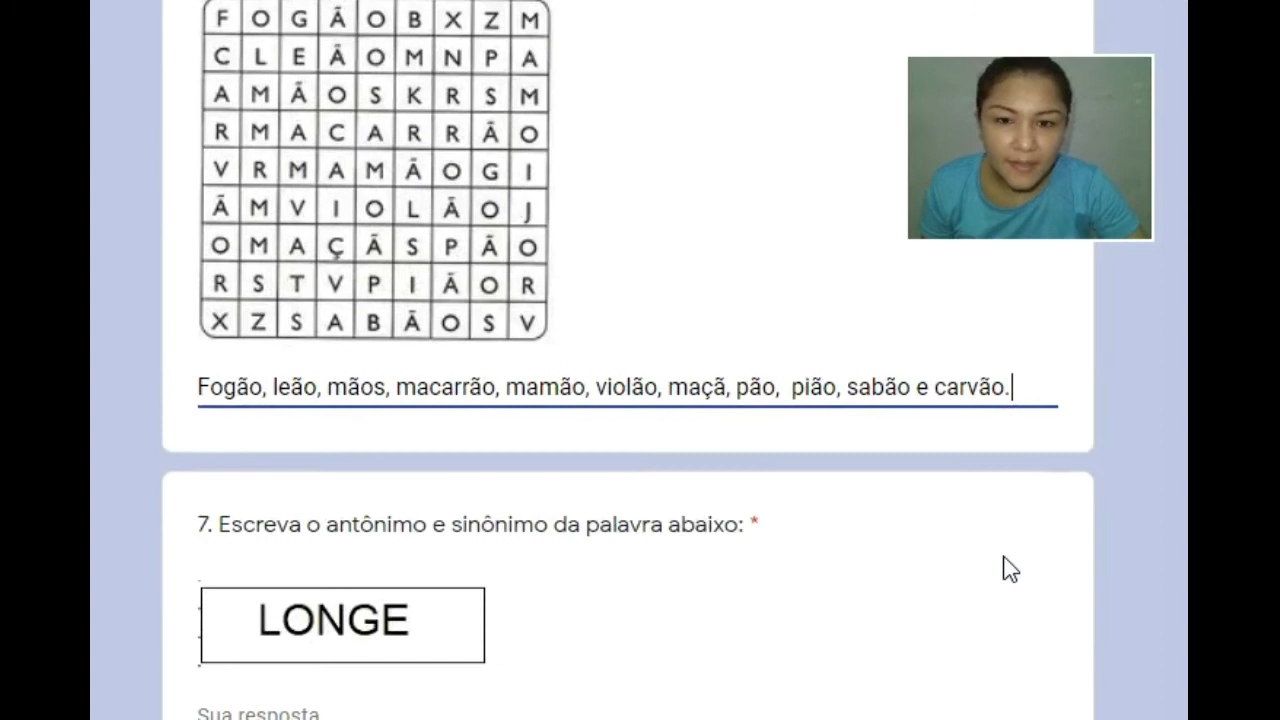 F O G Ã O B X Z M
C L E Ã O M N P A
A M Ã O S K R S M
R M A C A R R Ã O
V R M A M Ã O G I
Ã M V I O L Ã O J
O M A Ç Ã S P Ã O
R S T V P I Ã O R
X Z S A B Ã O S V
Fogão, leão, mãos, macarrão, mamão, violão, maçã, pão,  pião, sabão e carvão.
7. Escreva o antônimo e sinônimo da palavra abaixo: *
LONGE
Sua resposta